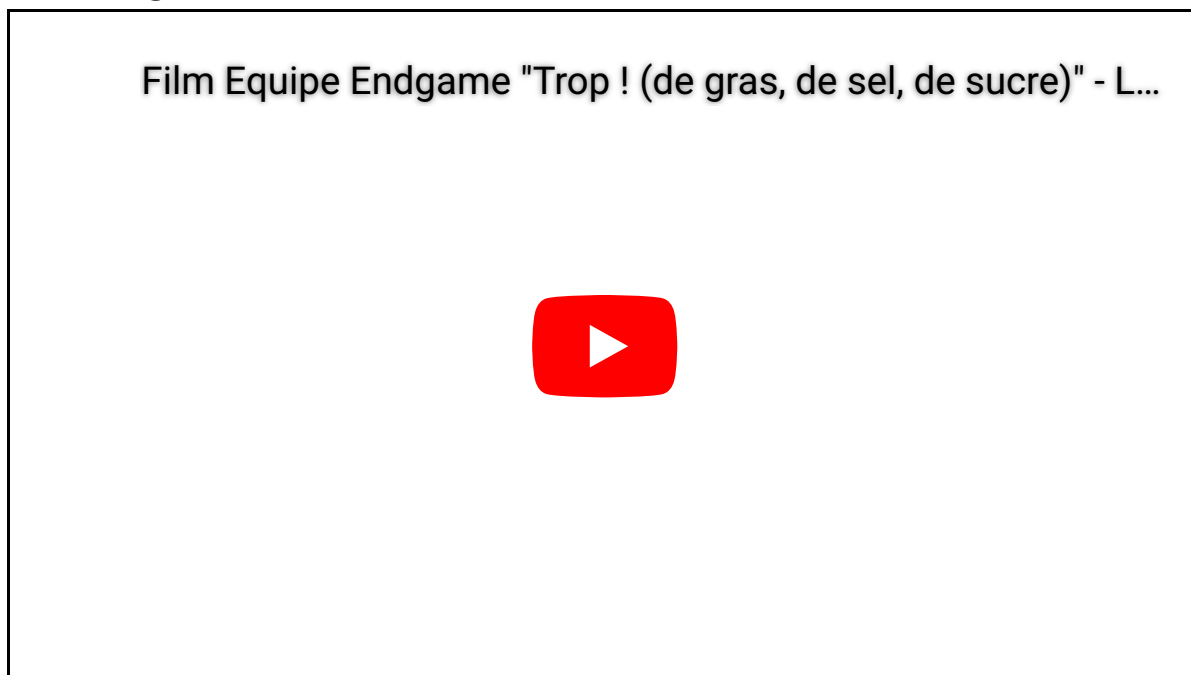 Film Equipe Endgame "Trop ! (de gras, de sel, de sucre)" - L...